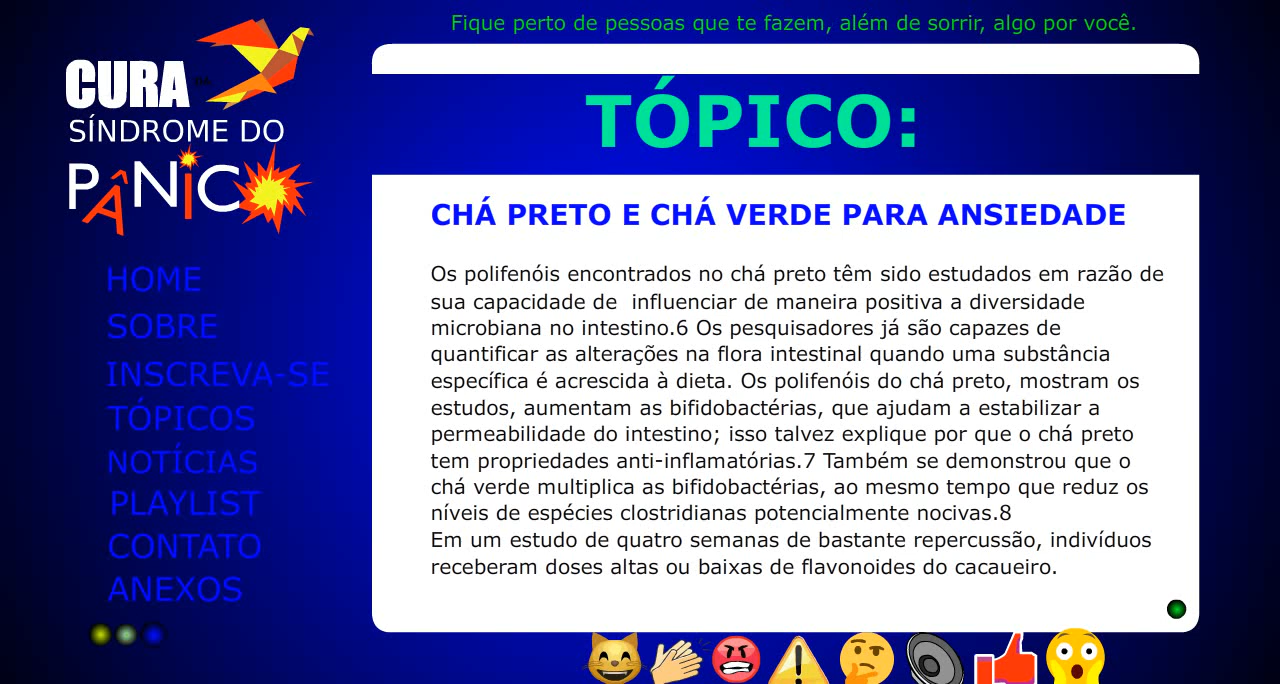 Fique perto de pessoas que te fazem, além de sorrir, algo por você.
CURA™
SÍNDROME DO
PÂNICO
TÓPICO:
HOME
SOBRE
INSCREVA-SE
TÓPICOS
NOTÍCIAS
PLAYLIST
CONTATO
ANEXOS
CHÁ PRETO E CHÁ VERDE PARA ANSIEDADE
Os polifenóis encontrados no chá preto têm sido estudados em razão de
sua capacidade de  influenciar de maneira positiva a diversidade
microbiana no intestino.6 Os pesquisadores já são capazes de
quantificar as alterações na flora intestinal quando uma substância
específica é acrescida à dieta. Os polifenóis do chá preto, mostram os
estudos, aumentam as bifidobactérias, que ajudam a estabilizar a
permeabilidade do intestino; isso talvez explique por que o chá preto
tem propriedades anti-inflamatórias.7 Também se demonstrou que o
chá verde multiplica as bifidobactérias, ao mesmo tempo que reduz os
níveis de espécies clostridianas potencialmente nocivas.8
Em um estudo de quatro semanas de bastante repercussão, indivíduos
receberam doses altas ou baixas de flavonoides do cacaueiro.